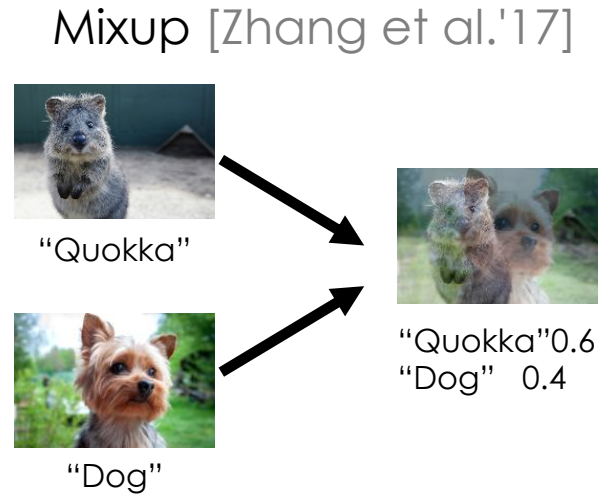 Mixup [Zhang et al.'17]
“Quokka”
“Dog”
“Quokka”0.6
“Dog” 0.4